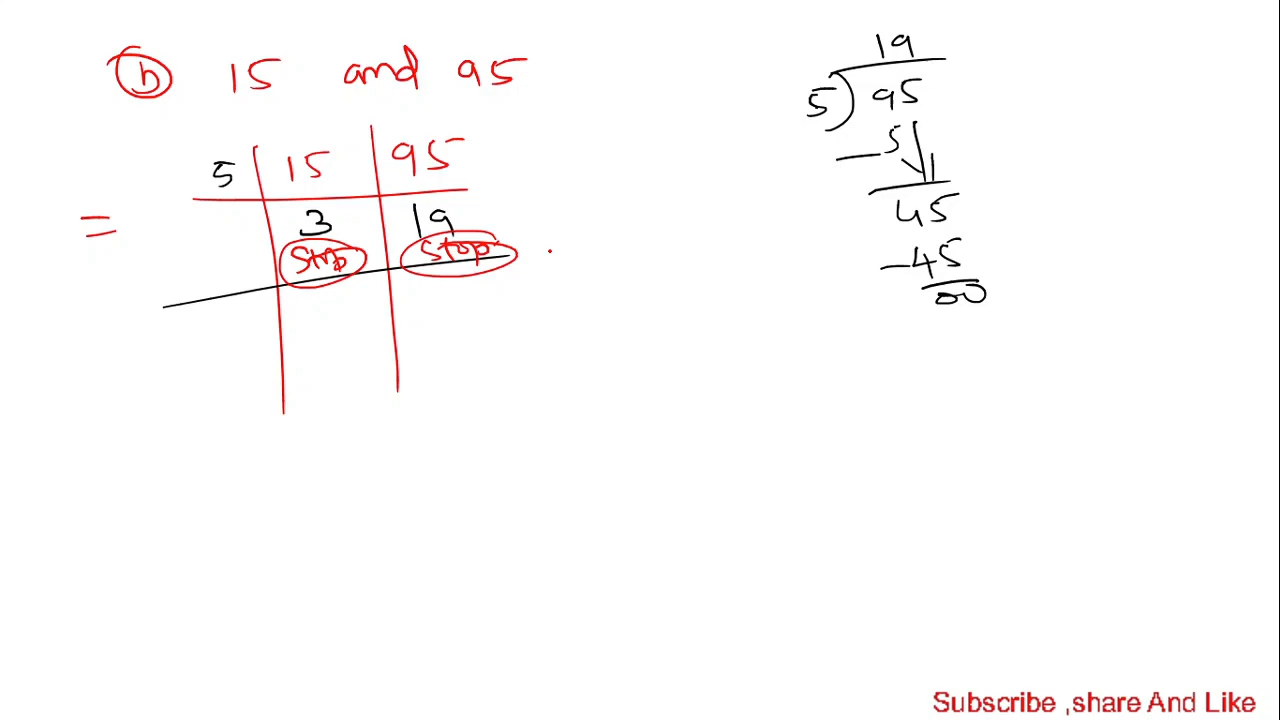 b 15 and 95
5 15 95
= 3 19
Stop Stop .
19
5 ) 95
- 5
45
- 45
00
Subscribe ,share And Like